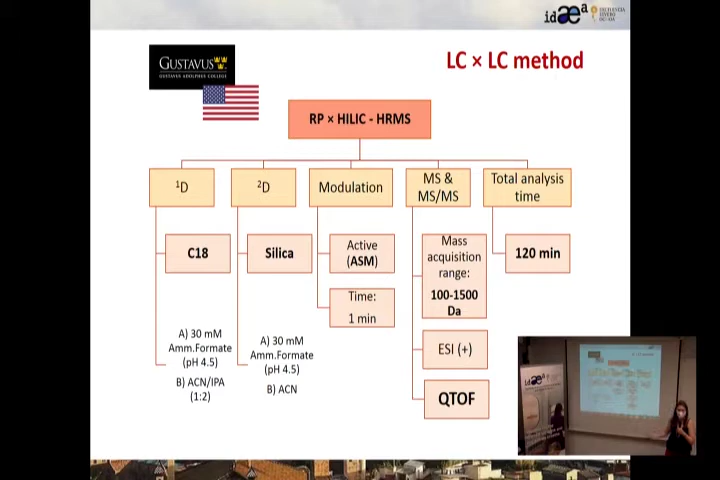 idæa
GUSTAVUS
GUSTAVUS ADOLPHUS COLLEGE
LC × LC method
RP × HILIC - HRMS
¹D
²D
Modulation
MS &
MS/MS
Total analysis
time
C18
Silica
Active
(ASM)
Mass
acquisition
range:
100-1500
Da
120 min
Time:
1 min
A) 30 mM
Amm.Formate
(pH 4.5)
B) ACN/IPA
(1:2)
A) 30 mM
Amm.Formate
(pH 4.5)
B) ACN
ESI (+)
QTOF